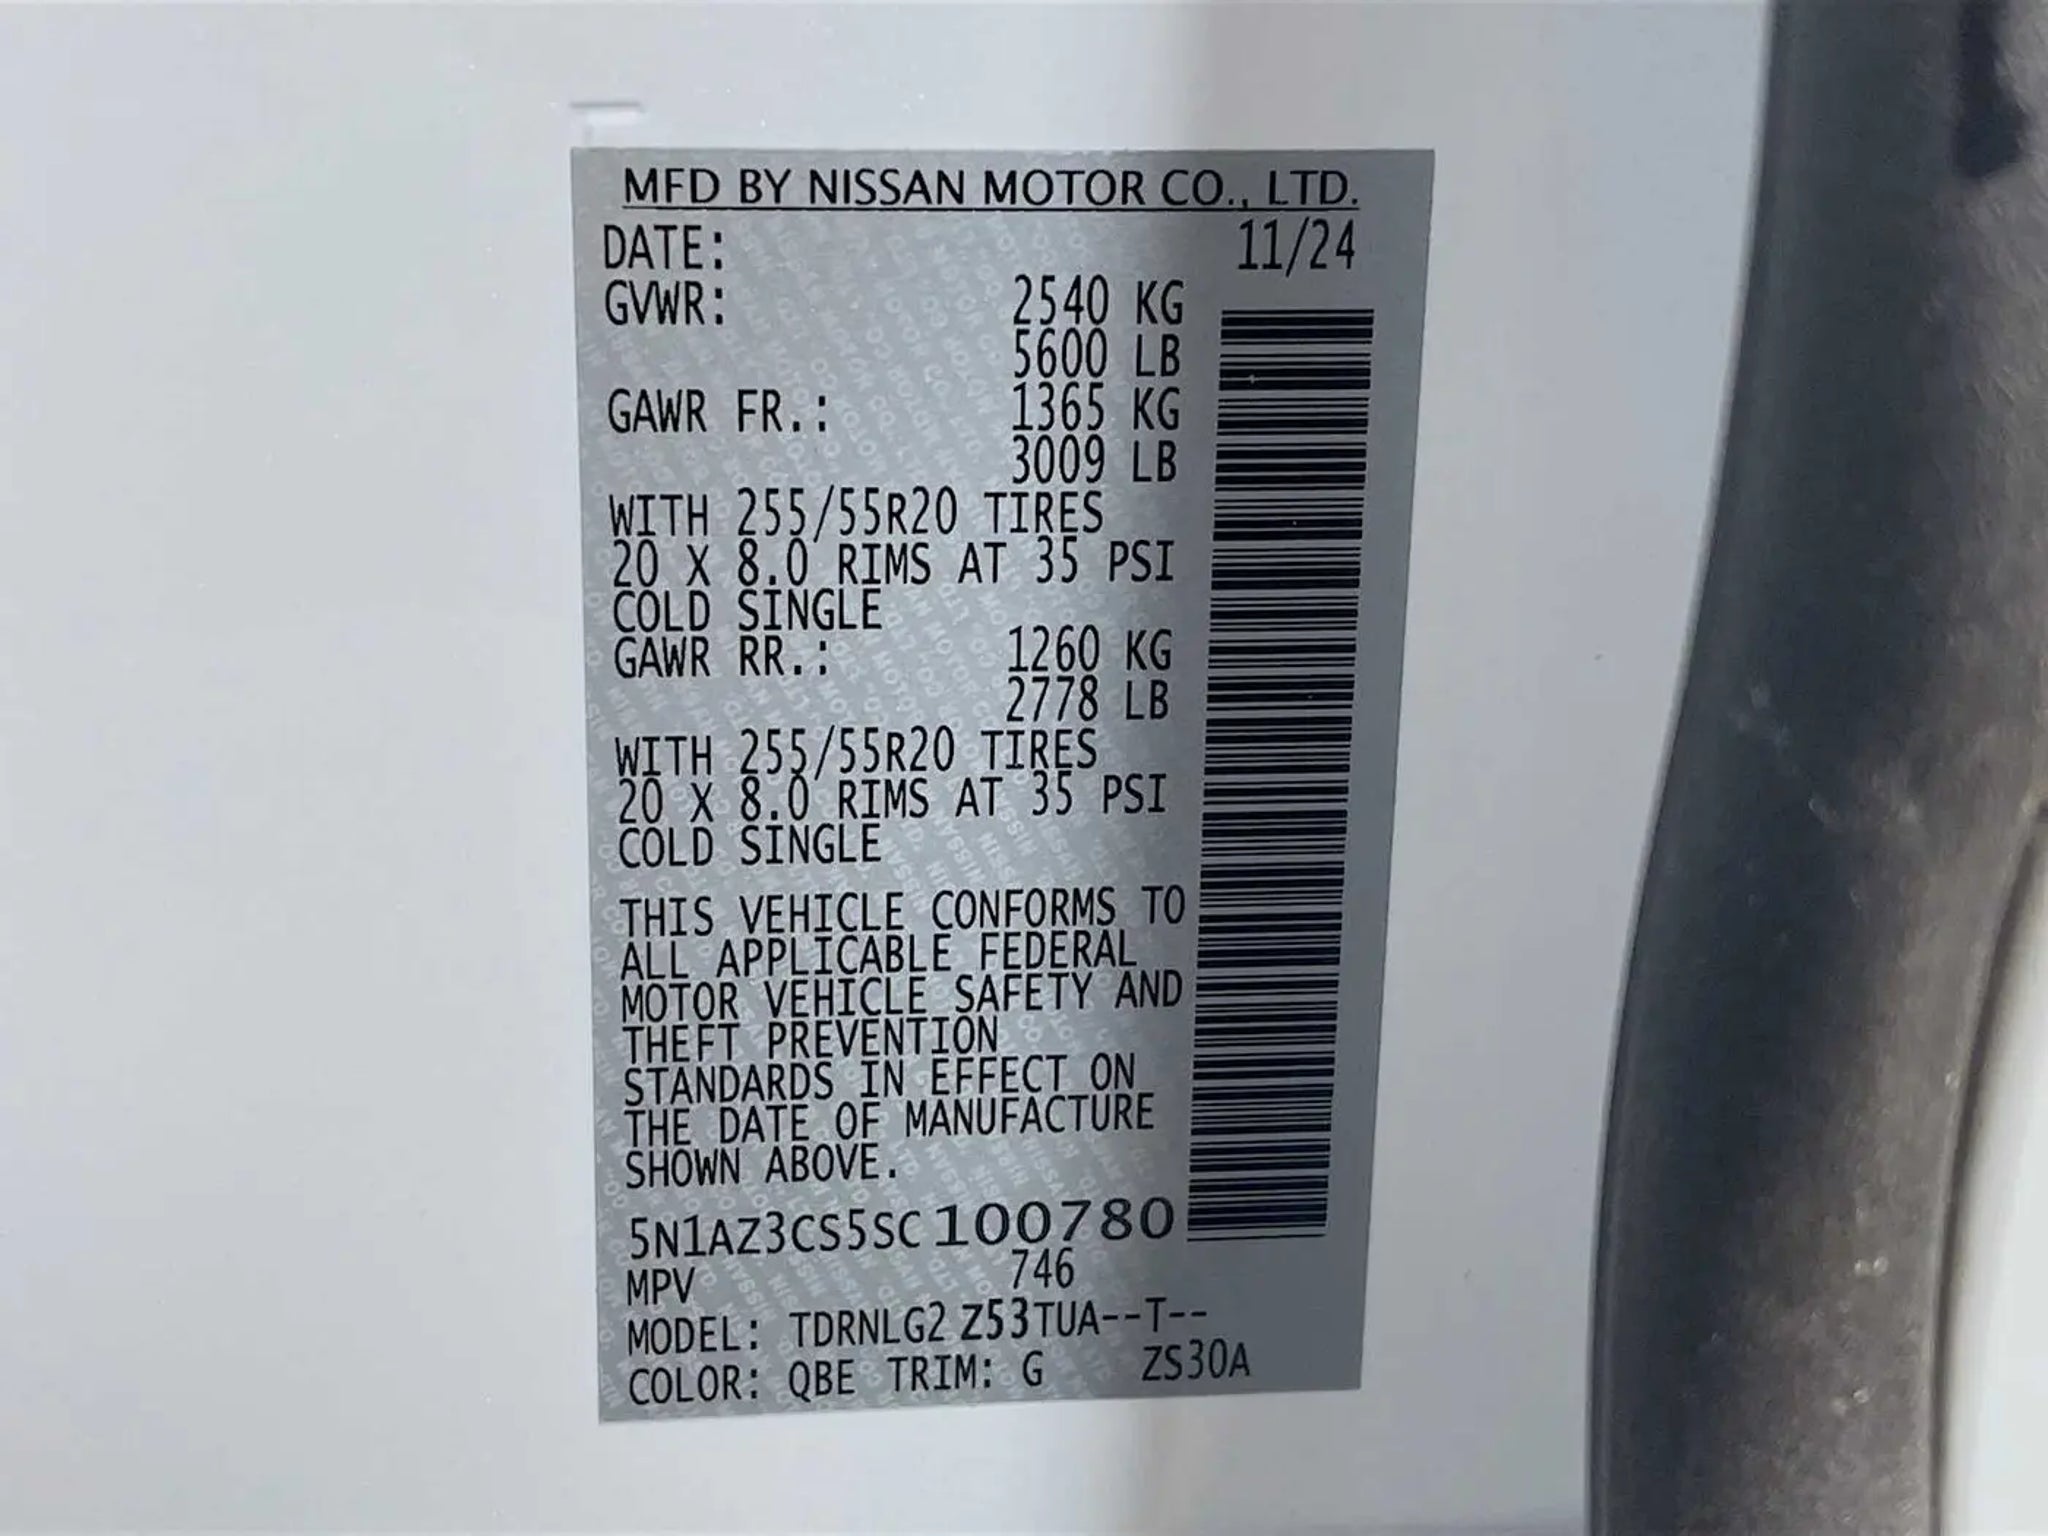 MFD BY NISSAN MOTOR CO., LTD.
DATE: 11/24
GVWR: 2540 KG
5600 LB
GAWR FR.: 1365 KG
3009 LB
WITH 255/55R20 TIRES
20 X 8.0 RIMS AT 35 PSI
COLD SINGLE
GAWR RR.: 1260 KG
2778 LB
WITH 255/55R20 TIRES
20 X 8.0 RIMS AT 35 PSI
COLD SINGLE
THIS VEHICLE CONFORMS TO
ALL APPLICABLE FEDERAL
MOTOR VEHICLE SAFETY AND
THEFT PREVENTION
STANDARDS IN EFFECT ON
THE DATE OF MANUFACTURE
SHOWN ABOVE.
5N1AZ3CS5SC100780
MPV 746
MODEL: TDRNLG2 Z53TUA--T--
COLOR: QBE TRIM: G ZS30A